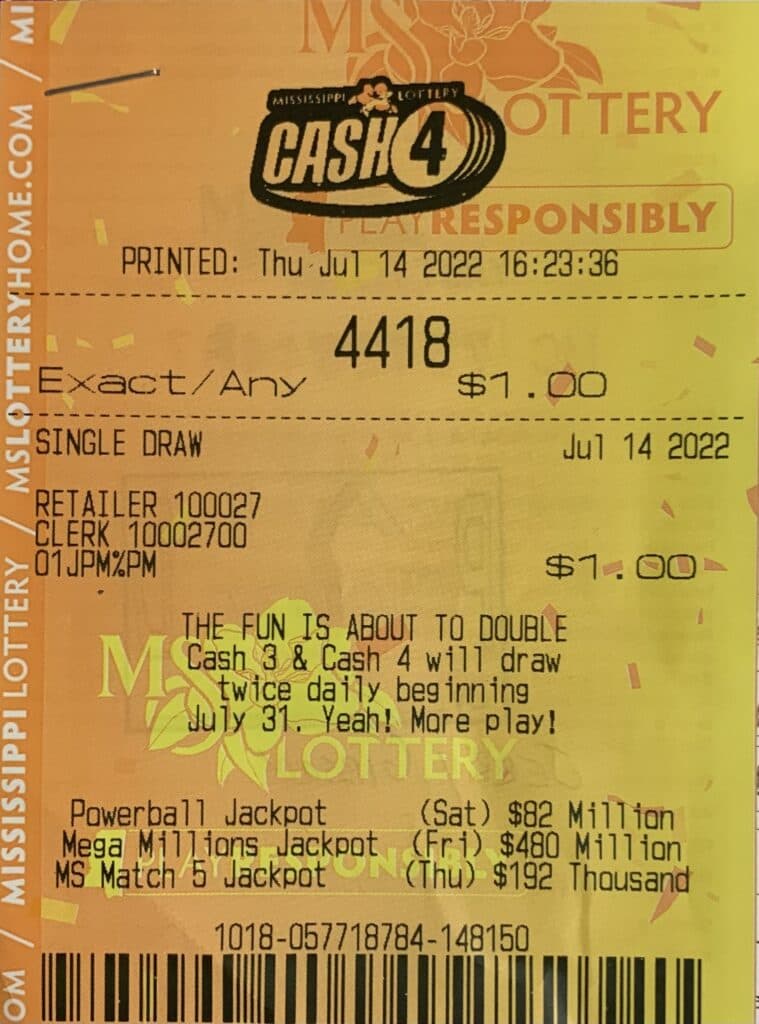 MS
LOTTERY
MISSISSIPPI LOTTERY
CASH 4
PLAY RESPONSIBLY
PRINTED: Thu Jul 14 2022 16:23:36
4418
Exact/Any $1.00
SINGLE DRAW Jul 14 2022
RETAILER 100027
CLERK 10002700
01JPM%PM $1.00
THE FUN IS ABOUT TO DOUBLE
Cash 3 & Cash 4 will draw
twice daily beginning
July 31. Yeah! More play!
MS
LOTTERY
Powerball Jackpot (Sat) $82 Million
Mega Millions Jackpot (Fri) $480 Million
MS Match 5 Jackpot (Thu) $192 Thousand
PLAY RESPONSIBLY
1018-057718784-148150
OM / MISSISSIPPI LOTTERY / MSLOTTERYHOME.COM / MI